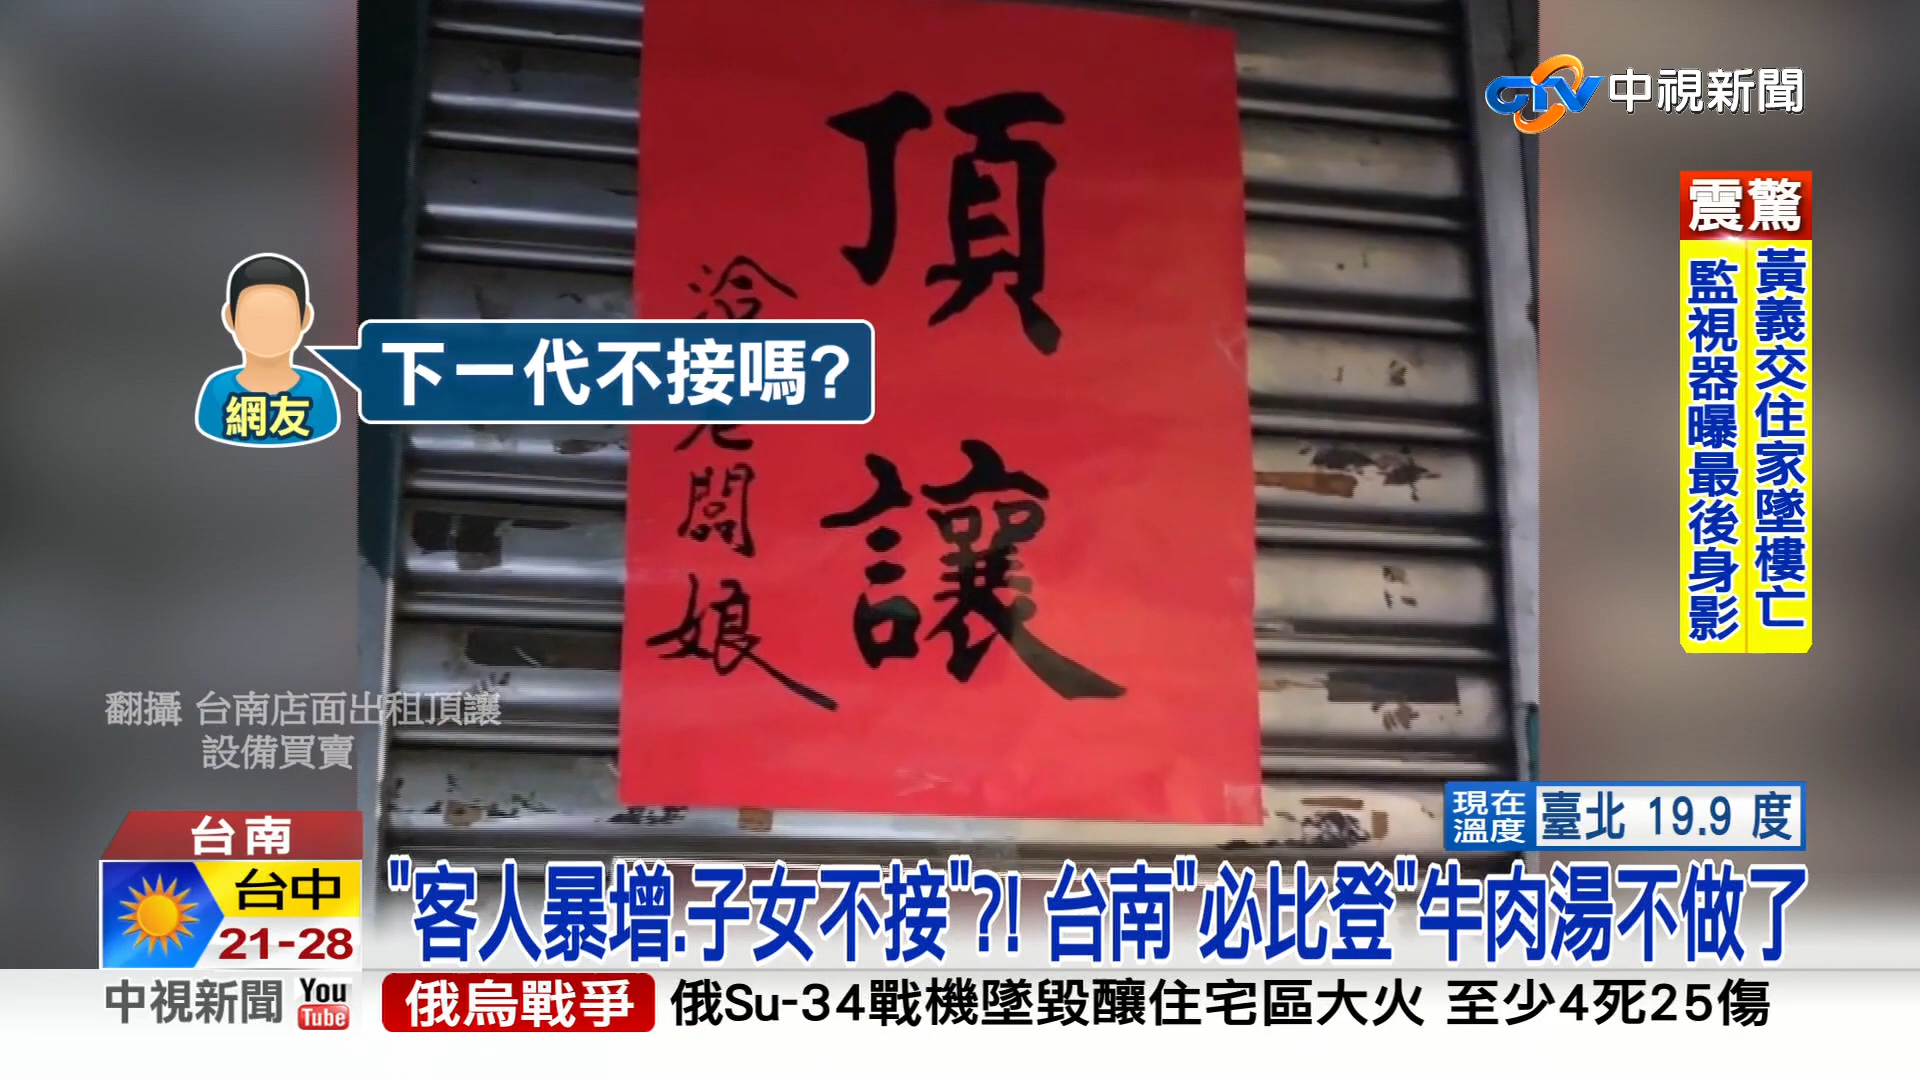 頂讓
洽老闆娘
下一代不接嗎?
網友
CTV 中視新聞
震驚
黃義交住家墜樓亡
監視器曝最後身影
翻攝 台南店面出租頂讓
設備買賣
現在溫度 臺北 19.9 度
台南
台中
21-28
"客人暴增.子女不接"?! 台南"必比登"牛肉湯不做了
中視新聞 YouTube
俄烏戰爭 俄Su-34戰機墜毀釀住宅區大火 至少4死25傷